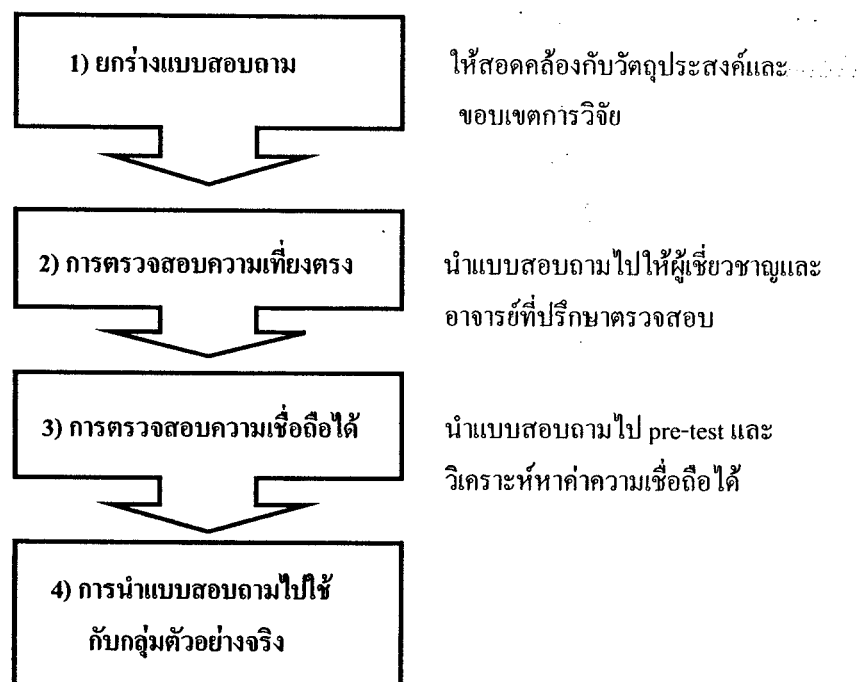 1) ยกร่างแบบสอบถาม
ให้สอดคล้องกับวัตถุประสงค์และ
ขอบเขตการวิจัย
2) การตรวจสอบความเที่ยงตรง
นำแบบสอบถามไปให้ผู้เชี่ยวชาญและ
อาจารย์ที่ปรึกษาตรวจสอบ
3) การตรวจสอบความเชื่อถือได้
นำแบบสอบถามไป pre-test และ
วิเคราะห์หาค่าความเชื่อถือได้
4) การนำแบบสอบถามไปใช้
กับกลุ่มตัวอย่างจริง